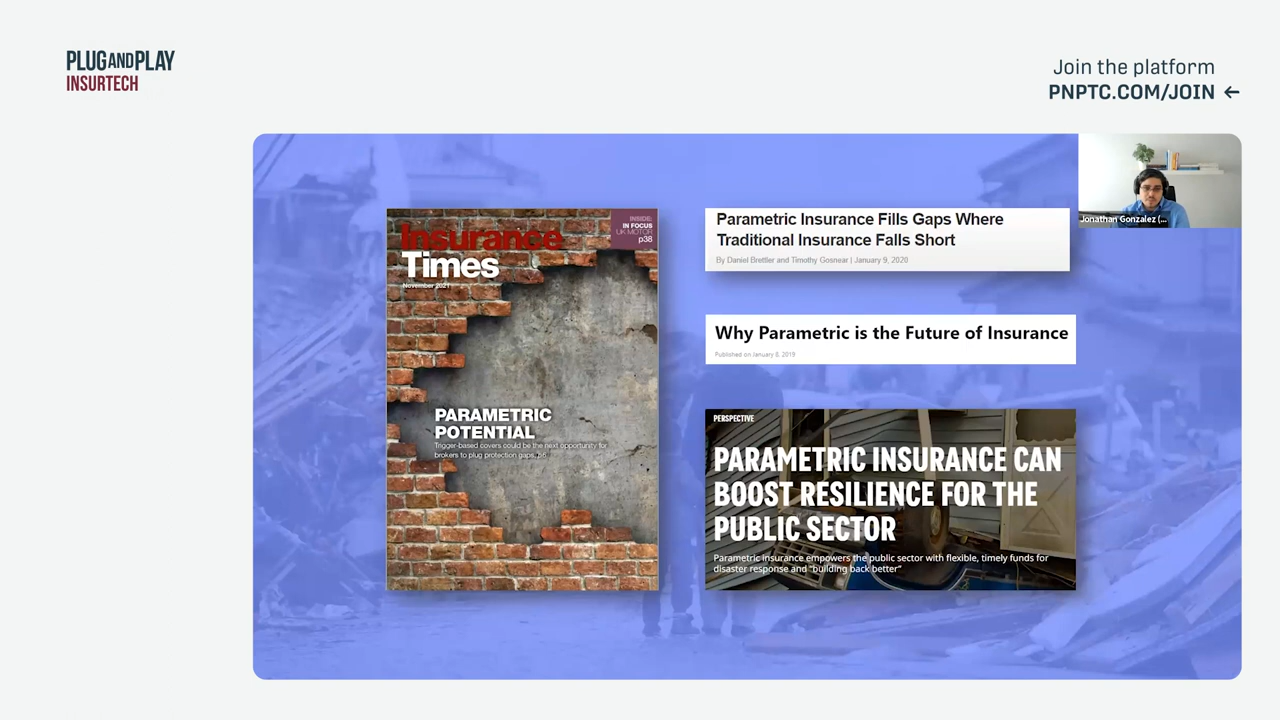 PLUG AND PLAY
INSURTECH
Join the platform
PNPTC.COM/JOIN ←
Insurance
Times
November 2021
INSIDE:
IN FOCUS
UK MOTOR
p38
PARAMETRIC
POTENTIAL
Trigger-based covers could be the next opportunity for
brokers to plug protection gaps,
Parametric Insurance Fills Gaps Where
Traditional Insurance Falls Short
By Daniel Brettler and Timothy Gosnear | January 9, 2020
Why Parametric is the Future of Insurance
Published on January 8, 2019
PERSPECTIVE
PARAMETRIC INSURANCE CAN
BOOST RESILIENCE FOR THE
PUBLIC SECTOR
Parametric insurance empowers the public sector with flexible, timely funds for
disaster response and "building back better"
Jonathan Gonzalez (...